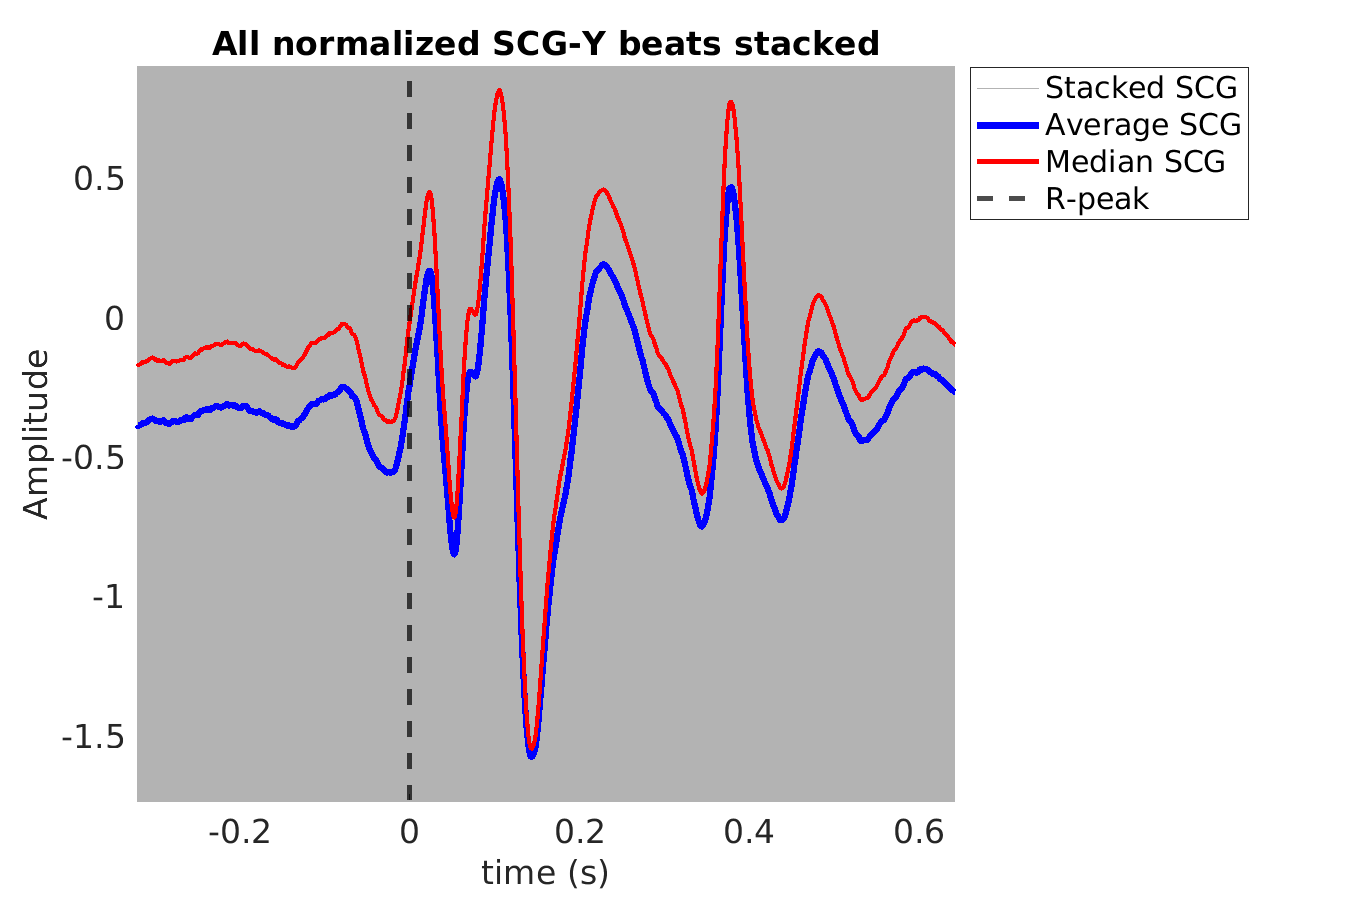 All normalized SCG-Y beats stacked
Stacked SCG
Average SCG
Median SCG
R-peak
0.5
0
-0.5
-1
-1.5
Amplitude
-0.2
0
0.2
0.4
0.6
time (s)